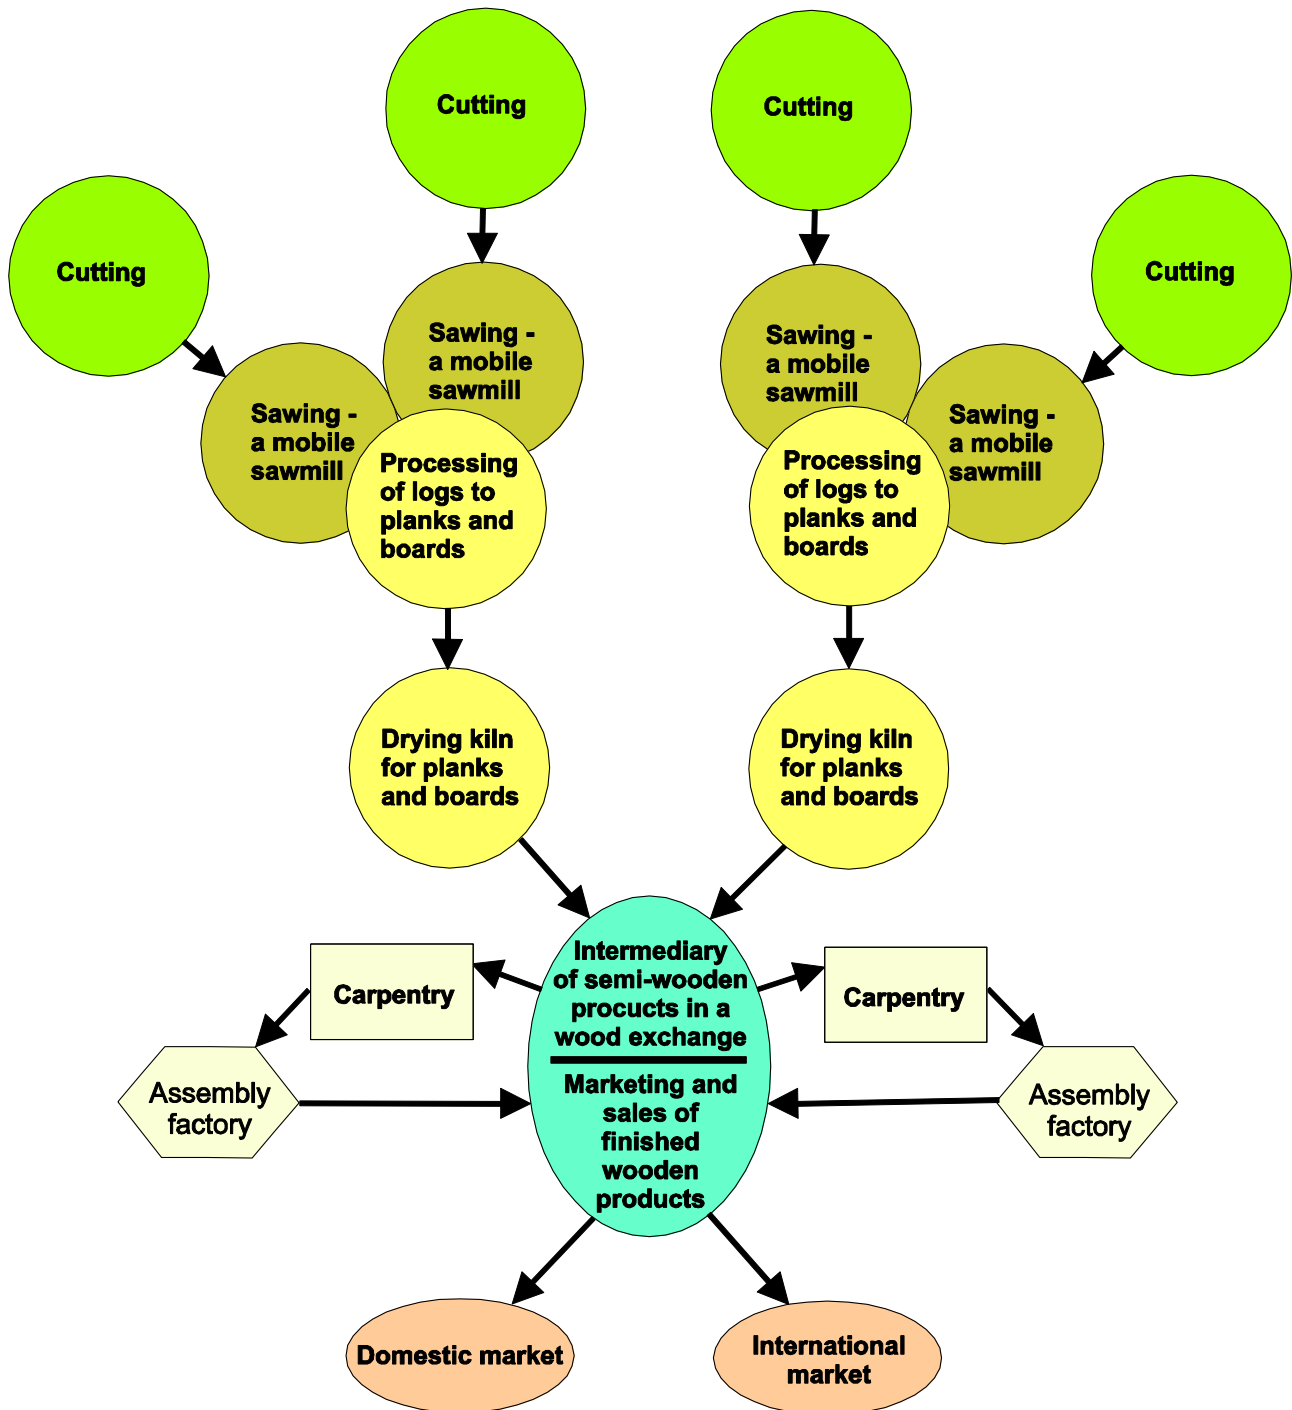 Cutting
Cutting
Cutting
Cutting
Sawing -
a mobile
sawmill
Sawing -
a mobile
sawmill
Sawing -
a mobile
sawmill
Sawing -
a mobile
sawmill
Processing
of logs to
planks and
boards
Processing
of logs to
planks and
boards
Drying kiln
for planks
and boards
Drying kiln
for planks
and boards
Intermediary
of semi-wooden
procucts in a
wood exchange
Marketing and
sales of
finished
wooden
products
Carpentry
Carpentry
Assembly
factory
Assembly
factory
Domestic market
International
market